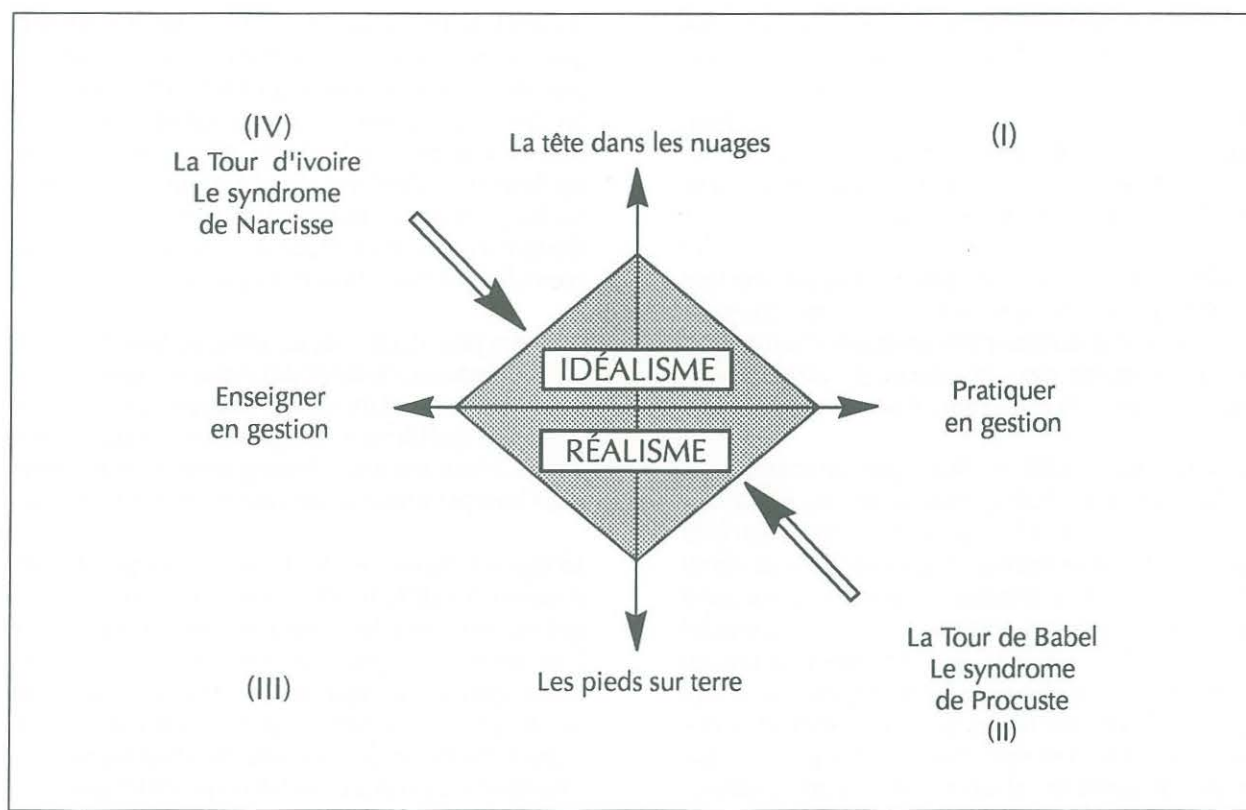 (IV)
La Tour d'ivoire
Le syndrome
de Narcisse
La tête dans les nuages
(I)
IDÉALISME
Enseigner
en gestion
Pratiquer
en gestion
RÉALISME
(III)
Les pieds sur terre
La Tour de Babel
Le syndrome
de Procuste
(II)